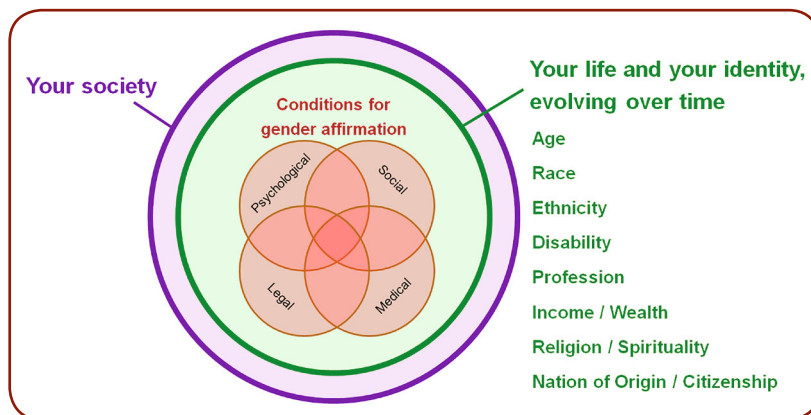 Your society
Your life and your identity,
evolving over time
Conditions for
gender affirmation
Psychological
Social
Legal
Medical
Age
Race
Ethnicity
Disability
Profession
Income / Wealth
Religion / Spirituality
Nation of Origin / Citizenship